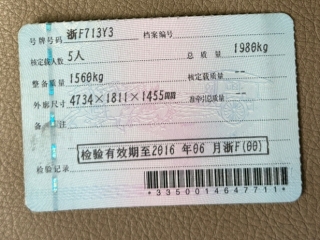 号牌号码 浙F713Y3 档案编号
核定载人数 5人 总质量 1980kg
整备质量 1560kg 核定载质量 --
外廓尺寸 4734×1811×1455mm 准牵引总质量 --
备注
检验有效期至2016年06月浙F(00)
检验记录
*3350014647711*